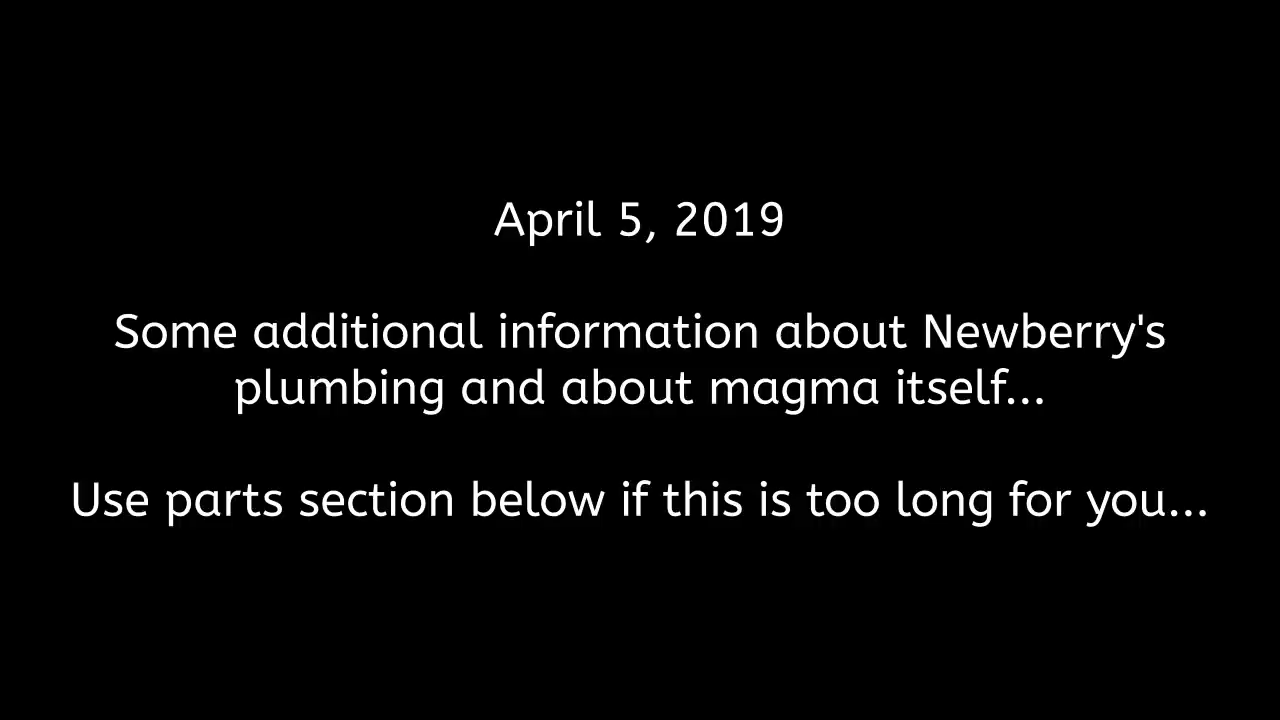 April 5, 2019
Some additional information about Newberry's
plumbing and about magma itself...
Use parts section below if this is too long for you...